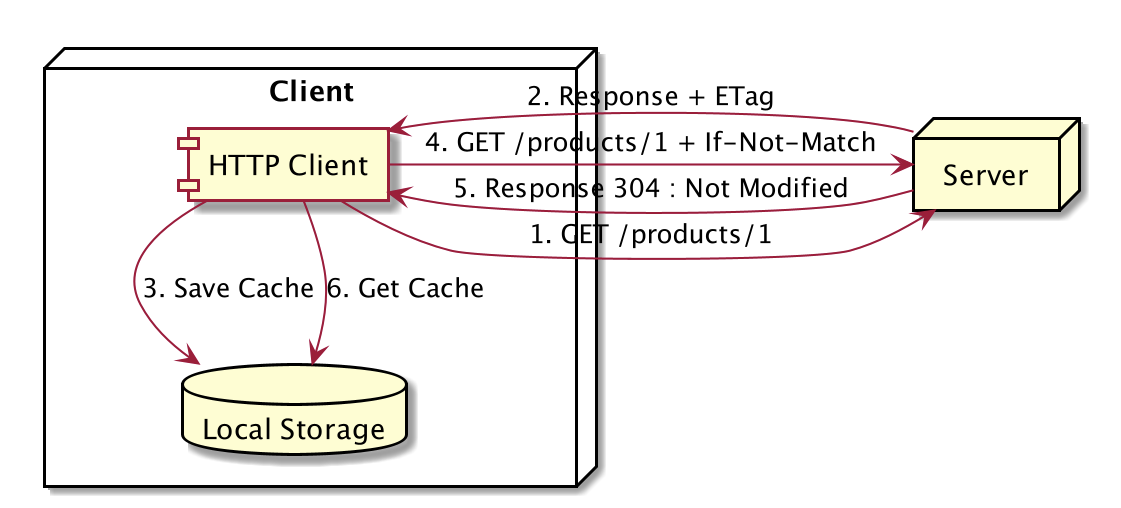 Client
2. Response + ETag
4. GET /products/1 + If-Not-Match
HTTP Client
Server
5. Response 304 : Not Modified
1. GET /products/1
3. Save Cache
6. Get Cache
Local Storage